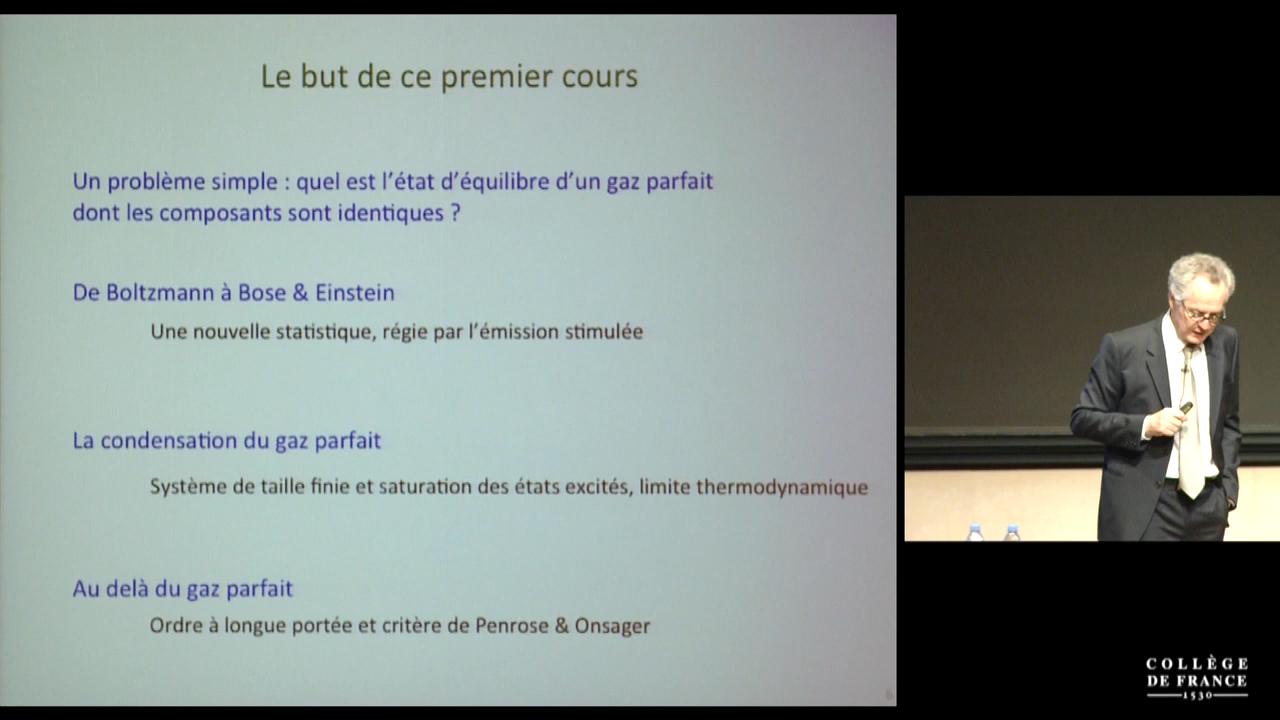 Le but de ce premier cours
Un problème simple : quel est l'état d'équilibre d'un gaz parfait
dont les composants sont identiques ?
De Boltzmann à Bose & Einstein
Une nouvelle statistique, régie par l'émission stimulée
La condensation du gaz parfait
Système de taille finie et saturation des états excités, limite thermodynamique
Au delà du gaz parfait
Ordre à longue portée et critère de Penrose & Onsager
6
COLLÈGE
DE FRANCE
1530